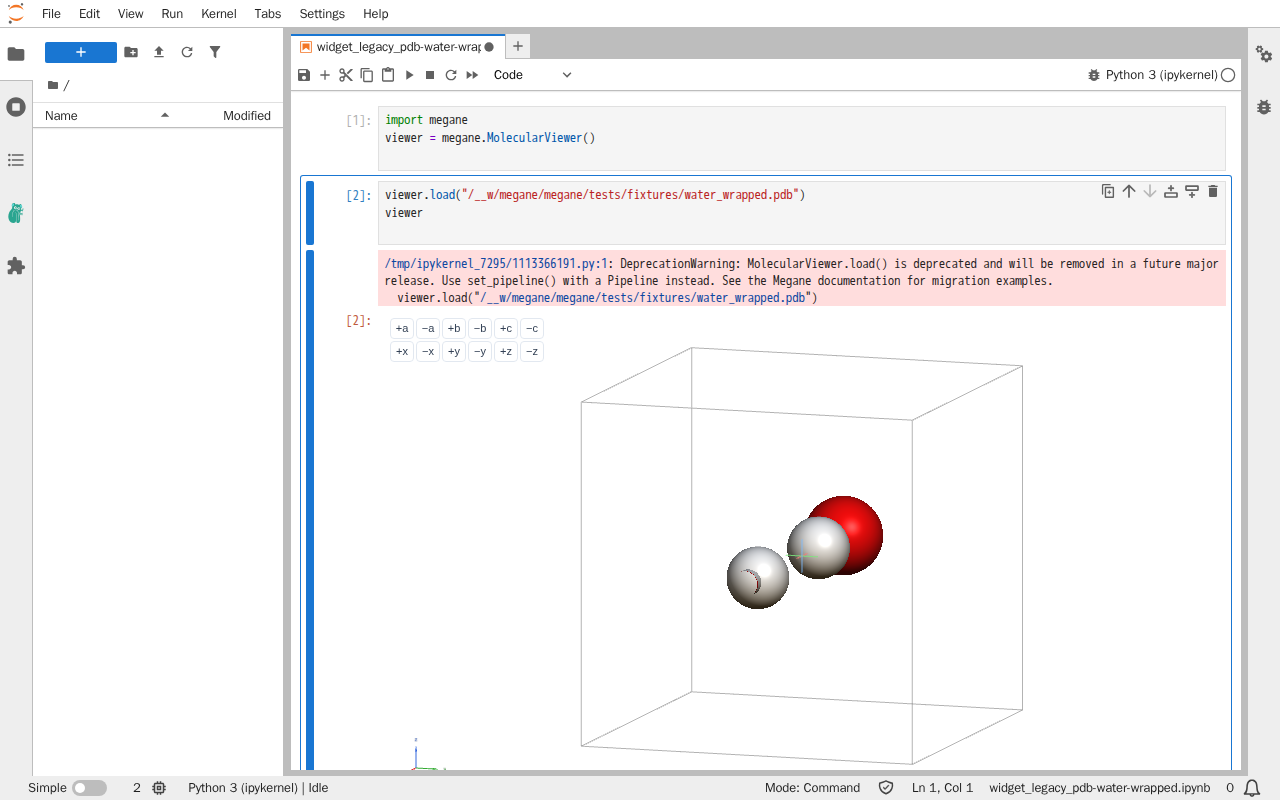 File Edit View Run Kernel Tabs Settings Help
widget_legacy_pdb-water-wrap
Code
Python 3 (ipykernel)
/
Name Modified
[1]:
import megane
viewer = megane.MolecularViewer()
[2]:
viewer.load("/__w/megane/megane/tests/fixtures/water_wrapped.pdb")
viewer
/tmp/ipykernel_7295/1113366191.py:1: DeprecationWarning: MolecularViewer.load() is deprecated and will be removed in a future major
release. Use set_pipeline() with a Pipeline instead. See the Megane documentation for migration examples.
viewer.load("/__w/megane/megane/tests/fixtures/water_wrapped.pdb")
[2]:
+a −a +b −b +c −c
+x −x +y −y +z −z
Simple 2 Python 3 (ipykernel) | Idle Mode: Command Ln 1, Col 1 widget_legacy_pdb-water-wrapped.ipynb 0